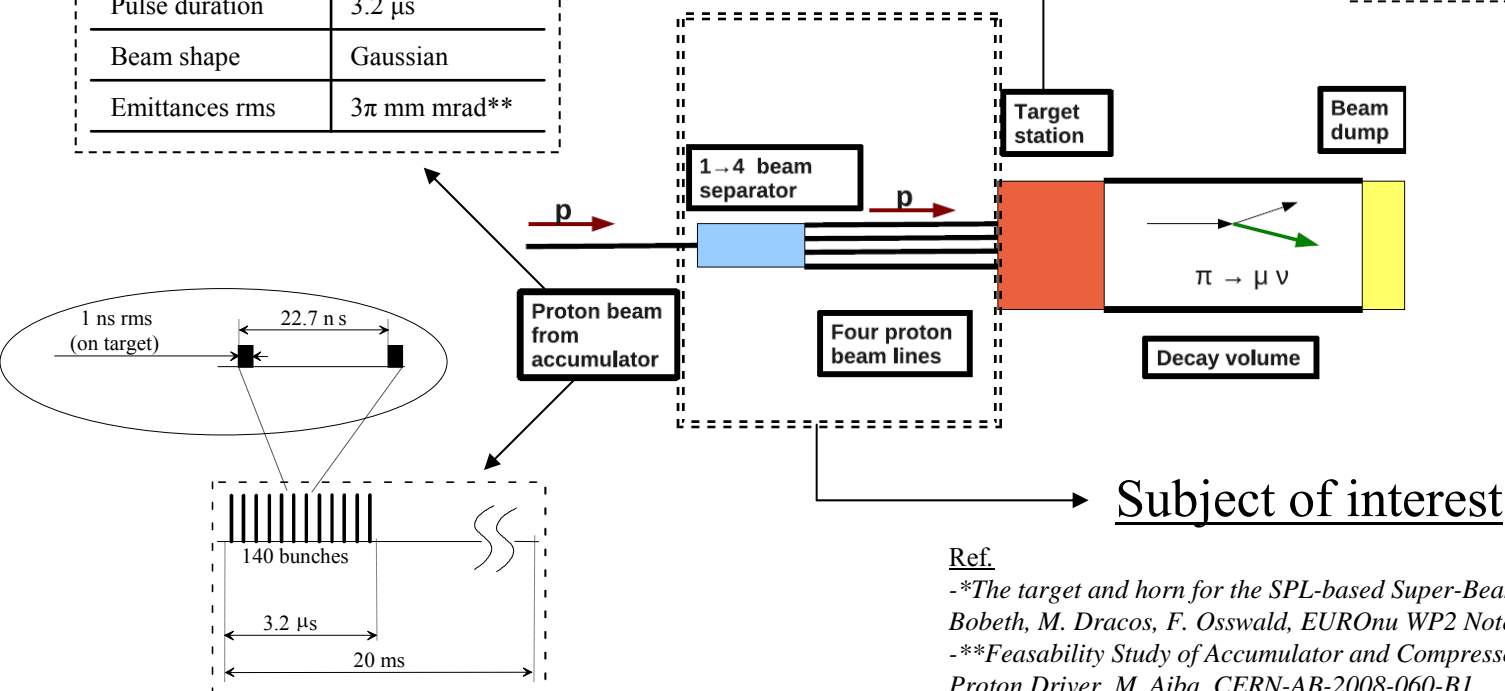 Pulse duration 3.2 μs
Beam shape Gaussian
Emittances rms 3π mm mrad**
Target
station
Beam
dump
1→4 beam
separator
p
p
π → μ ν
1 ns rms
(on target)
22.7 n s
Proton beam
from
accumulator
Four proton
beam lines
Decay volume
Subject of interest
140 bunches
3.2 μs
20 ms
Ref.
-*The target and horn for the SPL-based Super-Bea
Bobeth, M. Dracos, F. Osswald, EUROnu WP2 Not
-**Feasability Study of Accumulator and Compress
Proton Driver, M. Aiba, CERN-AB-2008-060-B1